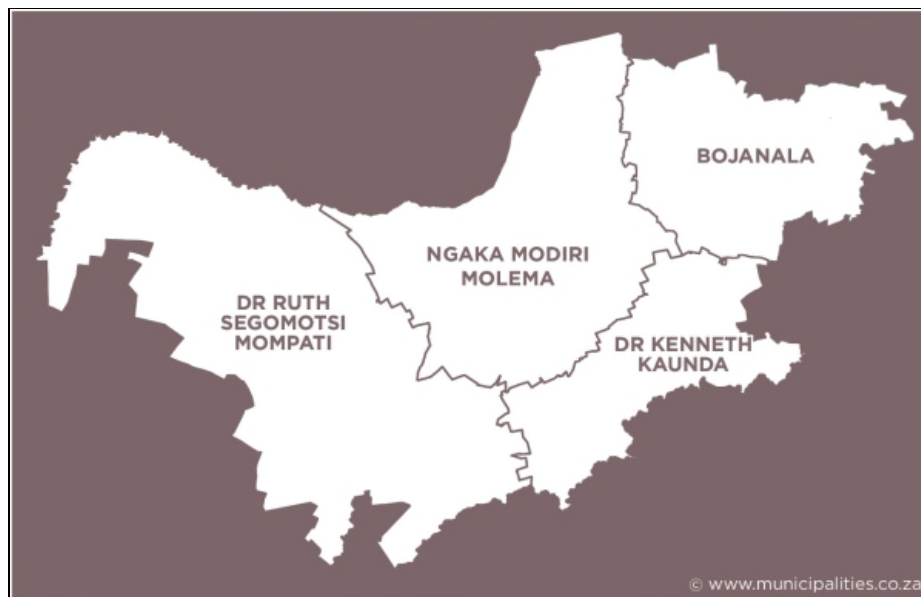 BOJANALA
NGAKA MODIRI
MOLEMA
DR RUTH
SEGOMOTSI
MOMPATI
DR KENNETH
KAUNDA
© www.municipalities.co.za